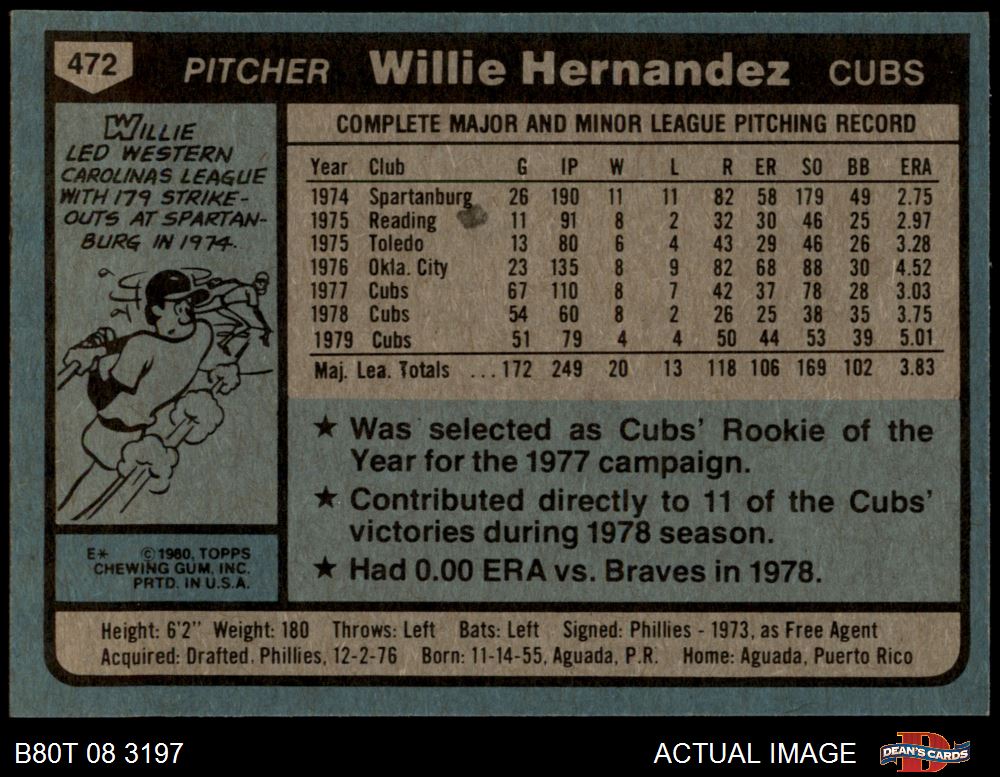 472 PITCHER Willie Hernandez CUBS
WILLIE
LED WESTERN
CAROLINAS LEAGUE
WITH 179 STRIKE-
OUTS AT SPARTAN-
BURG IN 1974.
COMPLETE MAJOR AND MINOR LEAGUE PITCHING RECORD
Year Club G IP W L R ER SO BB ERA
1974 Spartanburg 26 190 11 11 82 58 179 49 2.75
1975 Reading 11 91 8 2 32 30 46 25 2.97
1975 Toledo 13 80 6 4 43 29 46 26 3.28
1976 Okla. City 23 135 8 9 82 68 88 30 4.52
1977 Cubs 67 110 8 7 42 37 78 28 3.03
1978 Cubs 54 60 8 2 26 25 38 35 3.75
1979 Cubs 51 79 4 4 50 44 53 39 5.01
Maj. Lea. Totals ...172 249 20 13 118 106 169 102 3.83
★ Was selected as Cubs' Rookie of the
Year for the 1977 campaign.
★ Contributed directly to 11 of the Cubs'
victories during 1978 season.
★ Had 0.00 ERA vs. Braves in 1978.
E* © 1980, TOPPS
CHEWING GUM, INC.
PRTD. IN U.S.A.
Height: 6'2" Weight: 180 Throws: Left Bats: Left Signed: Phillies - 1973, as Free Agent
Acquired: Drafted. Phillies, 12-2-76 Born: 11-14-55, Aguada, P.R. Home: Aguada, Puerto Rico
B80T 08 3197 ACTUAL IMAGE DEAN'S CARDS